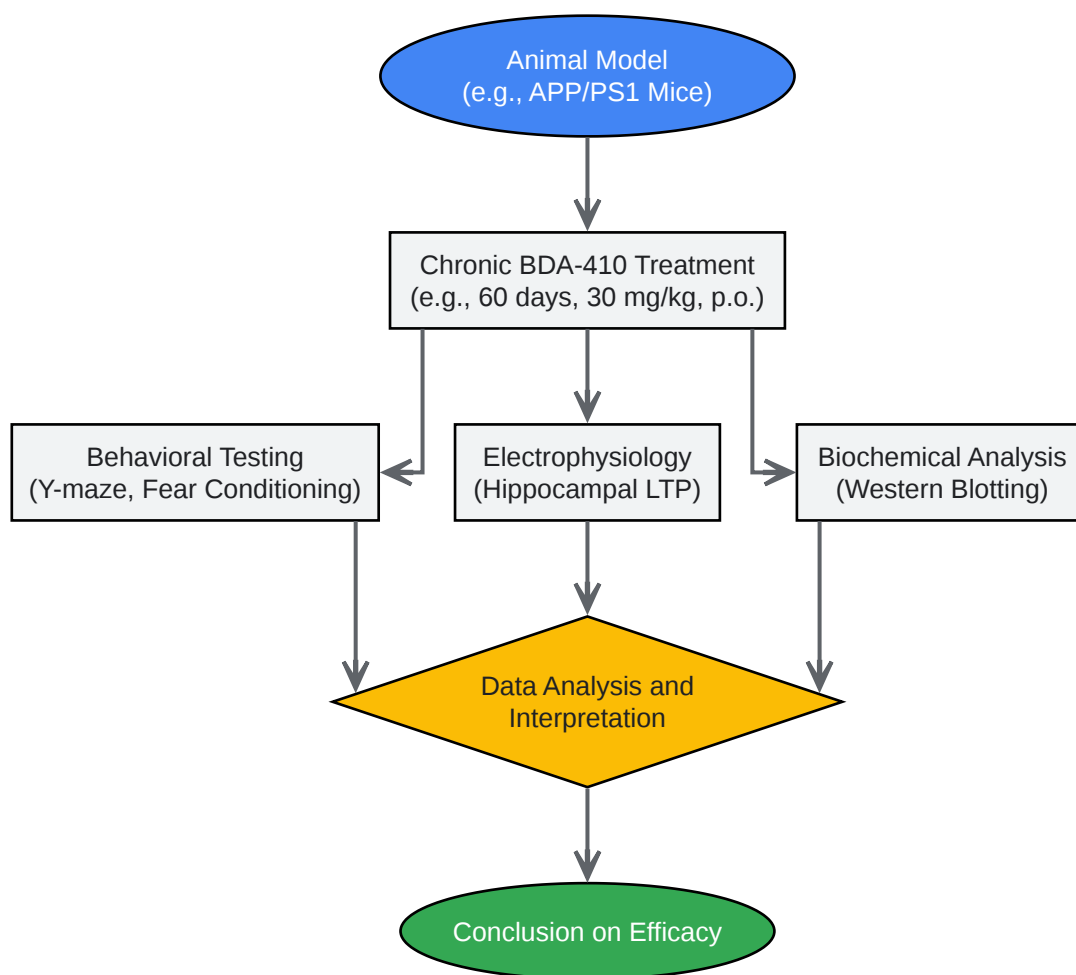 Animal Model
(e.g., APP/PS1 Mice)
Chronic BDA-410 Treatment
(e.g., 60 days, 30 mg/kg, p.o.)
Behavioral Testing
(Y-maze, Fear Conditioning)
Electrophysiology
(Hippocampal LTP)
Biochemical Analysis
(Western Blotting)
Data Analysis and
Interpretation
Conclusion on Efficacy